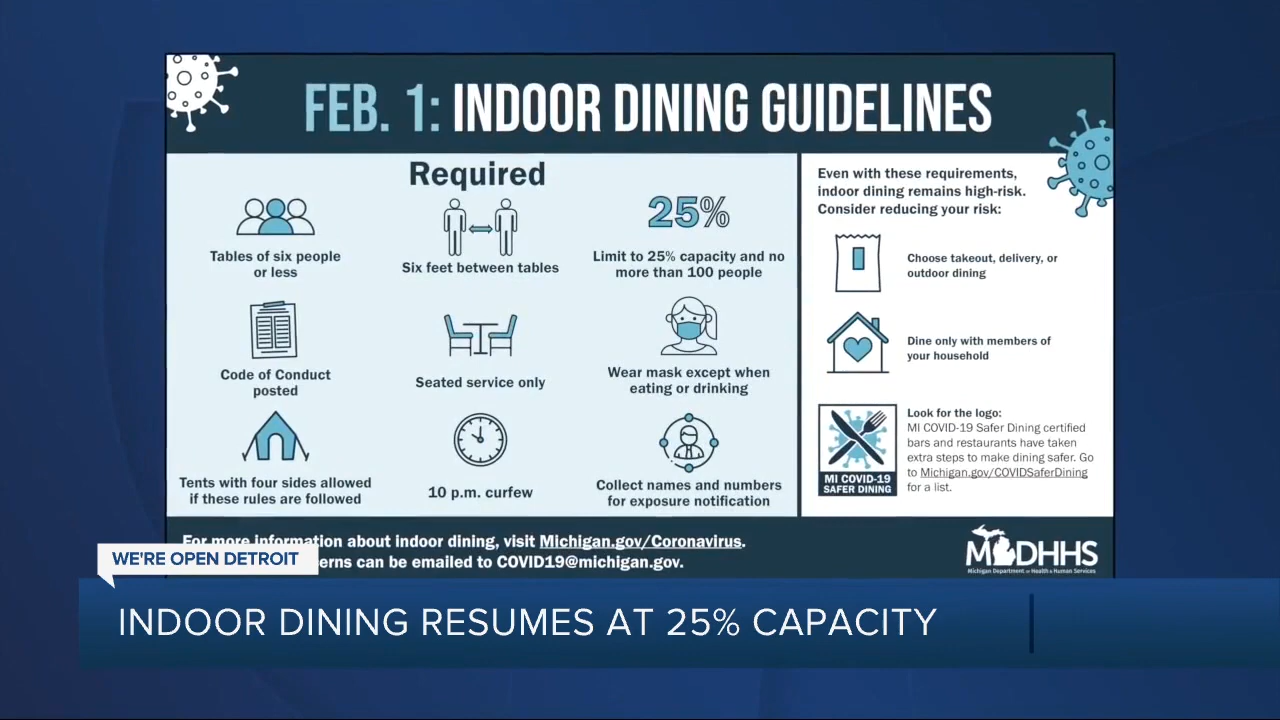 FEB. 1: INDOOR DINING GUIDELINES
Required
Tables of six people
or less
Six feet between tables
25%
Limit to 25% capacity and no
more than 100 people
Code of Conduct
posted
Seated service only
Wear mask except when
eating or drinking
Tents with four sides allowed
if these rules are followed
10 p.m. curfew
Collect names and numbers
for exposure notification
Even with these requirements,
indoor dining remains high-risk.
Consider reducing your risk:
Choose takeout, delivery, or
outdoor dining
Dine only with members of
your household
MI COVID-19
SAFER DINING
Look for the logo:
MI COVID-19 Safer Dining certified
bars and restaurants have taken
extra steps to make dining safer. Go
to Michigan.gov/COVIDSaferDining
for a list.
For more information about indoor dining, visit Michigan.gov/Coronavirus.
can be emailed to COVID19@michigan.gov.
MDHHS
Michigan Department of Health & Human Services
WE'RE OPEN DETROIT
INDOOR DINING RESUMES AT 25% CAPACITY